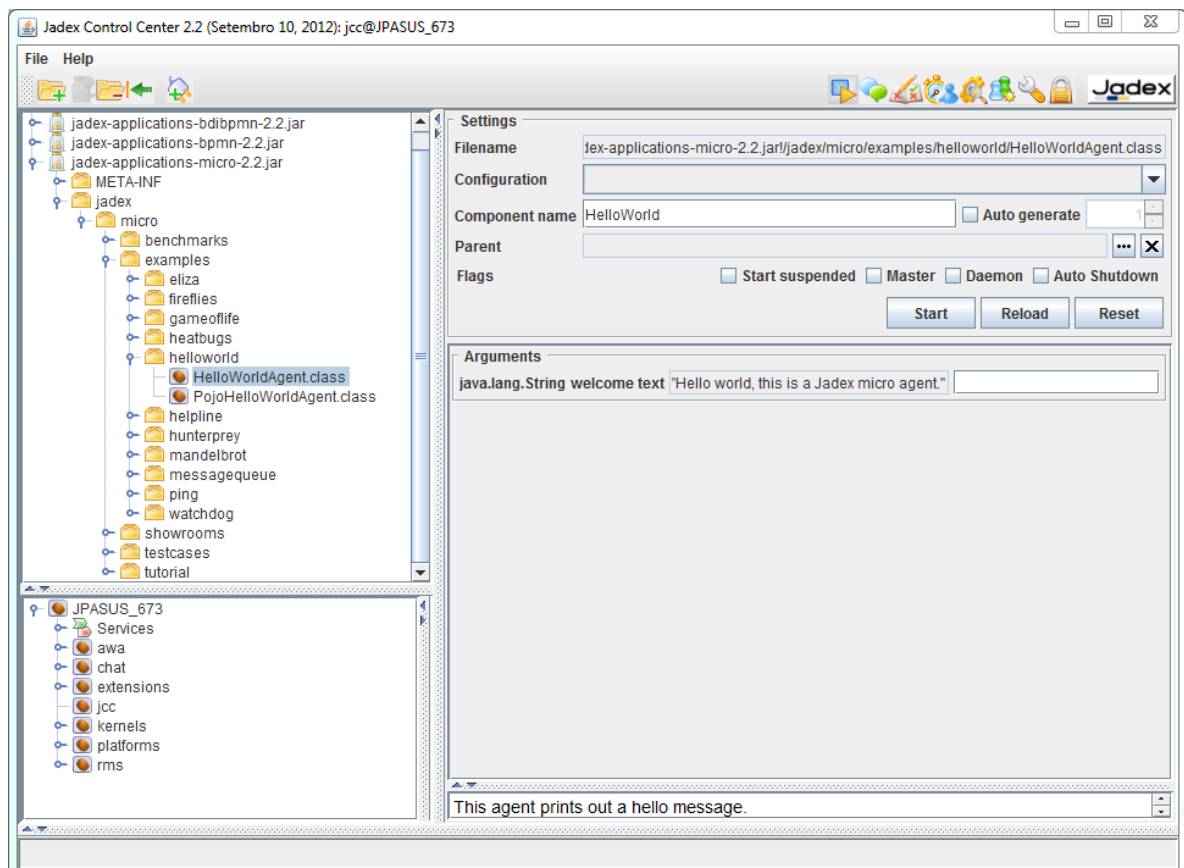 Jadex Control Center 2.2 (Setembro 10, 2012): jcc@JPASUS_673
File Help
Jadex
jadex-applications-bdibpmn-2.2.jar
jadex-applications-bpmn-2.2.jar
jadex-applications-micro-2.2.jar
META-INF
jadex
micro
benchmarks
examples
eliza
fireflies
gameoflife
heatbugs
helloworld
HelloWorldAgent.class
PojoHelloWorldAgent.class
helpline
hunterprey
mandelbrot
messagequeue
ping
watchdog
showrooms
testcases
tutorial
JPASUS_673
Services
awa
chat
extensions
jcc
kernels
platforms
rms
Settings
Filename dex-applications-micro-2.2.jar!/jadex/micro/examples/helloworld/HelloWorldAgent.class
Configuration
Component name HelloWorld Auto generate 1
Parent ...
Flags Start suspended Master Daemon Auto Shutdown
Start Reload Reset
Arguments
java.lang.String welcome text "Hello world, this is a Jadex micro agent."
This agent prints out a hello message.